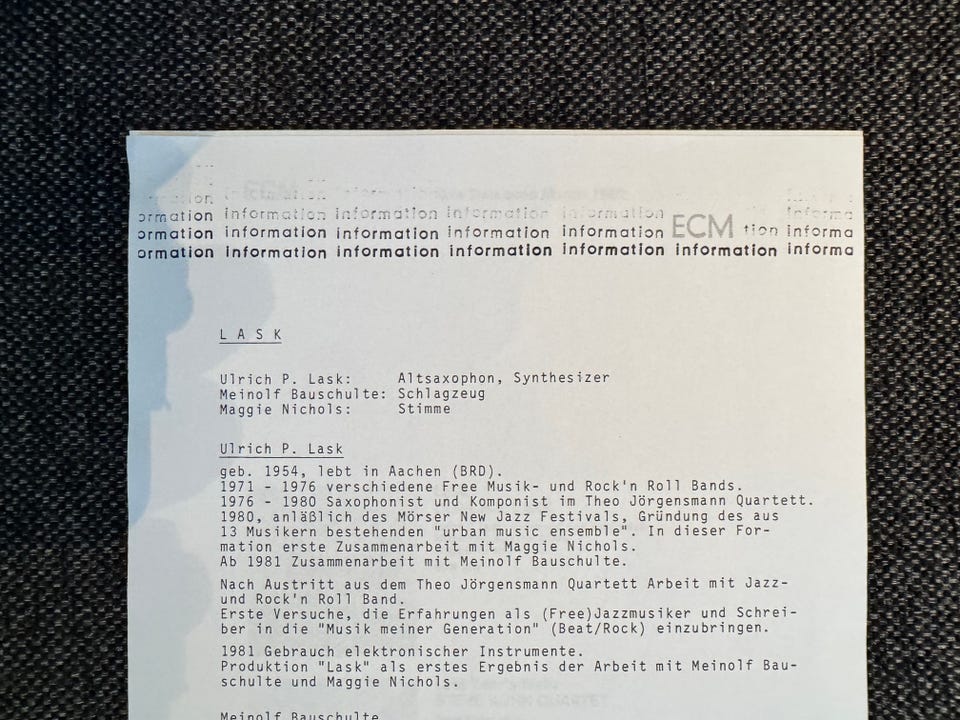 ormation information information information information ECM informa
ormation information information information information tion informa
ormation information information information information information informa
L A S K
Ulrich P. Lask: Altsaxophon, Synthesizer
Meinolf Bauschulte: Schlagzeug
Maggie Nichols: Stimme
Ulrich P. Lask
geb. 1954, lebt in Aachen (BRD).
1971 - 1976 verschiedene Free Musik- und Rock'n Roll Bands.
1976 - 1980 Saxophonist und Komponist im Theo Jörgensmann Quartett.
1980, anläßlich des Mörser New Jazz Festivals, Gründung des aus
13 Musikern bestehenden "urban music ensemble". In dieser For-
mation erste Zusammenarbeit mit Maggie Nichols.
Ab 1981 Zusammenarbeit mit Meinolf Bauschulte.
Nach Austritt aus dem Theo Jörgensmann Quartett Arbeit mit Jazz-
und Rock'n Roll Band.
Erste Versuche, die Erfahrungen als (Free)Jazzmusiker und Schrei-
ber in die "Musik meiner Generation" (Beat/Rock) einzubringen.
1981 Gebrauch elektronischer Instrumente.
Produktion "Lask" als erstes Ergebnis der Arbeit mit Meinolf Bau-
schulte und Maggie Nichols.
Meinolf Bauschulte